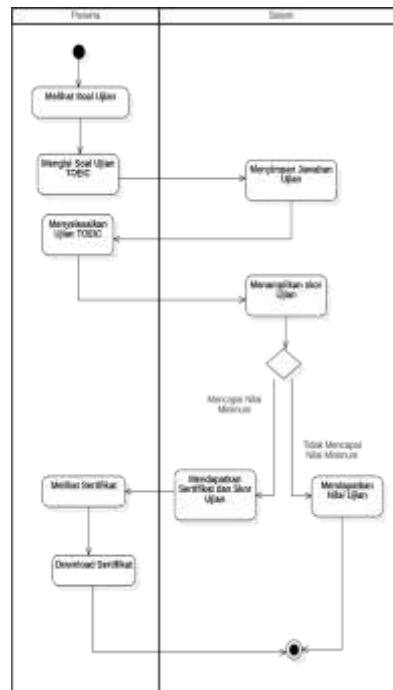 Peserta
Sistem
Melihat Soal Ujian
Mengisi Soal Ujian
TOEIC
Menyimpan Jawaban
Ujian
Menyelesaikan
Ujian TOEIC
Menampilkan skor
Ujian
Mencapai Nilai
Minimum
Tidak Mencapai
Nilai Minimum
Melihat Sertifikat
Mendapatkan
Sertifikasi dan Skor
Ujian
Mendapatkan
Nilai Ujian
Download Sertifikat